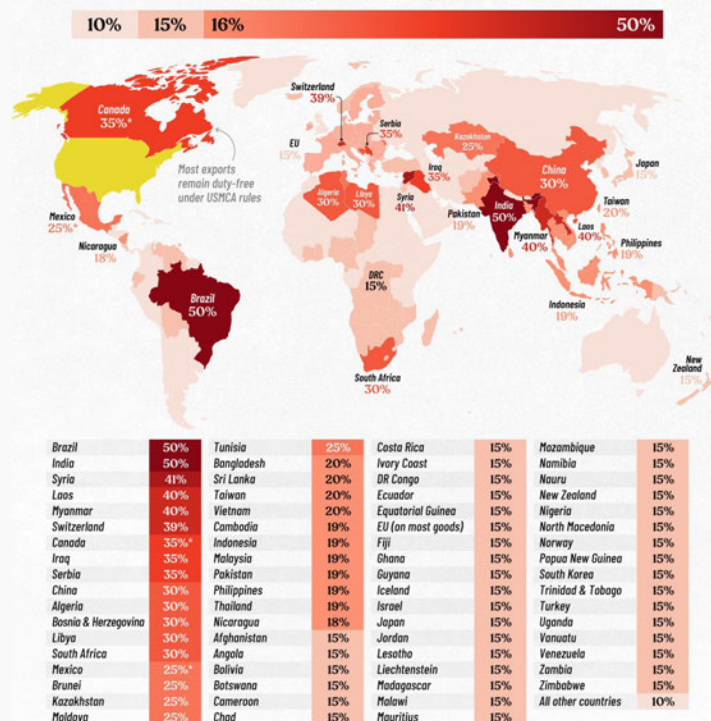 10% 15% 16% 50%
Canada
35%*
Most exports
remain duty-free
under USMCA rules
Mexico
25%*
Nicaragua
18%
Brazil
50%
Switzerland
39%
Serbia
35%
EU
15%
Kazakhstan
25%
Iraq
35%
Algeria
30%
Libya
30%
Syria
41%
Pakistan
19%
India
50%
China
30%
Japan
15%
Taiwan
20%
Myanmar
40%
Laos
40%
Philippines
19%
DRC
15%
Indonesia
19%
South Africa
30%
New
Zealand
15%
Brazil 50% Tunisia 25% Costa Rica 15% Mozambique 15%
India 50% Bangladesh 20% Ivory Coast 15% Namibia 15%
Syria 41% Sri Lanka 20% DR Congo 15% Nauru 15%
Laos 40% Taiwan 20% Ecuador 15% New Zealand 15%
Myanmar 40% Vietnam 20% Equatorial Guinea 15% Nigeria 15%
Switzerland 39% Cambodia 19% EU (on most goods) 15% North Macedonia 15%
Canada 35%* Indonesia 19% Fiji 15% Norway 15%
Iraq 35% Malaysia 19% Ghana 15% Papua New Guinea 15%
Serbia 35% Pakistan 19% Guyana 15% South Korea 15%
China 30% Philippines 19% Iceland 15% Trinidad & Tobago 15%
Algeria 30% Thailand 19% Israel 15% Turkey 15%
Bosnia & Herzegovina 30% Nicaragua 18% Japan 15% Uganda 15%
Libya 30% Afghanistan 15% Jordan 15% Vanuatu 15%
South Africa 30% Angola 15% Lesotho 15% Venezuela 15%
Mexico 25%* Bolivia 15% Liechtenstein 15% Zambia 15%
Brunei 25% Botswana 15% Madagascar 15% Zimbabwe 15%
Kazakhstan 25% Cameroon 15% Malawi 15% All other countries 10%
Moldova 25% Chad 15% Mauritius 15%